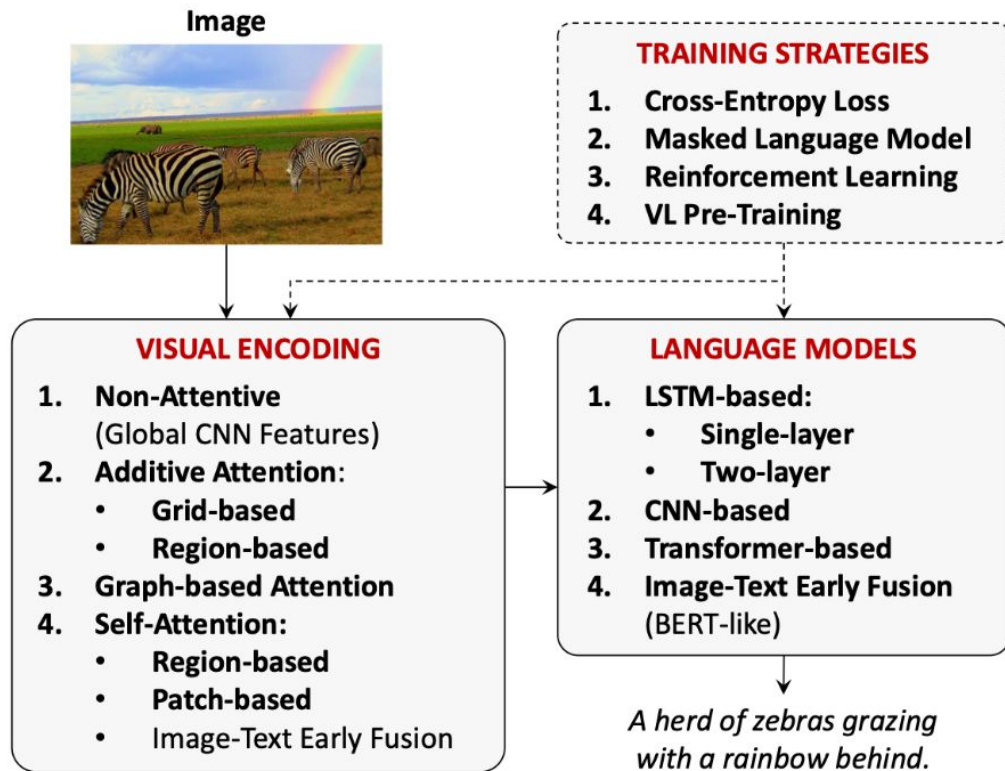 Image
TRAINING STRATEGIES
1. Cross-Entropy Loss
2. Masked Language Model
3. Reinforcement Learning
4. VL Pre-Training
VISUAL ENCODING
1. Non-Attentive
(Global CNN Features)
2. Additive Attention:
• Grid-based
• Region-based
3. Graph-based Attention
4. Self-Attention:
• Region-based
• Patch-based
• Image-Text Early Fusion
LANGUAGE MODELS
1. LSTM-based:
• Single-layer
• Two-layer
2. CNN-based
3. Transformer-based
4. Image-Text Early Fusion
(BERT-like)
A herd of zebras grazing
with a rainbow behind.